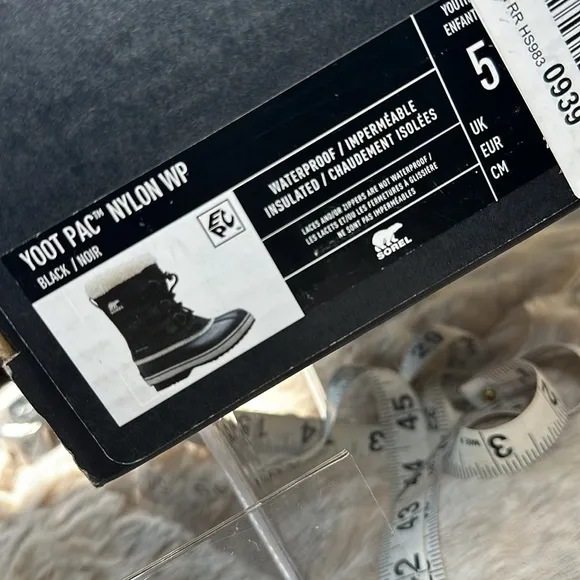 YOOT PAC™ NYLON WP
BLACK / NOIR
WATERPROOF / IMPERMÉABLE
INSULATED / CHAUDEMENT ISOLÉES
LACES AND/OR ZIPPERS ARE NOT WATERPROOF /
LES LACETS ET/OU LES FERMETURES À GLISSIÈRE
NE SONT PAS IMPERMÉABLES
SOREL
ENFANT
5
UK
EUR
CM
RR HS983
0939
45
44
43
3
3